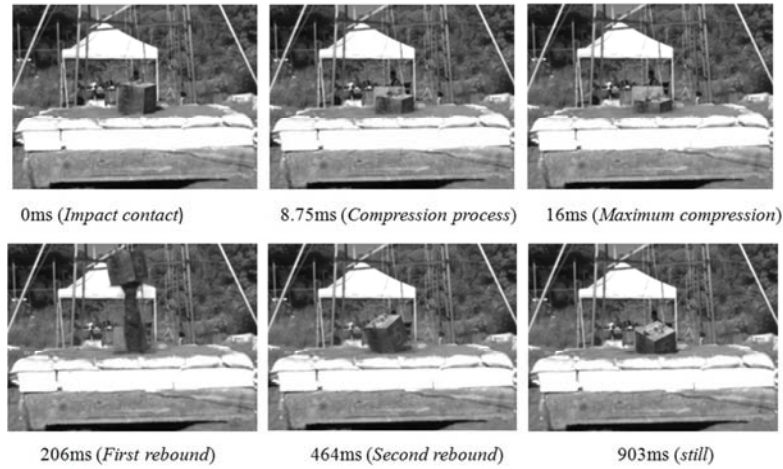 0ms (Impact contact)
8.75ms (Compression process)
16ms (Maximum compression)
206ms (First rebound)
464ms (Second rebound)
903ms (still)